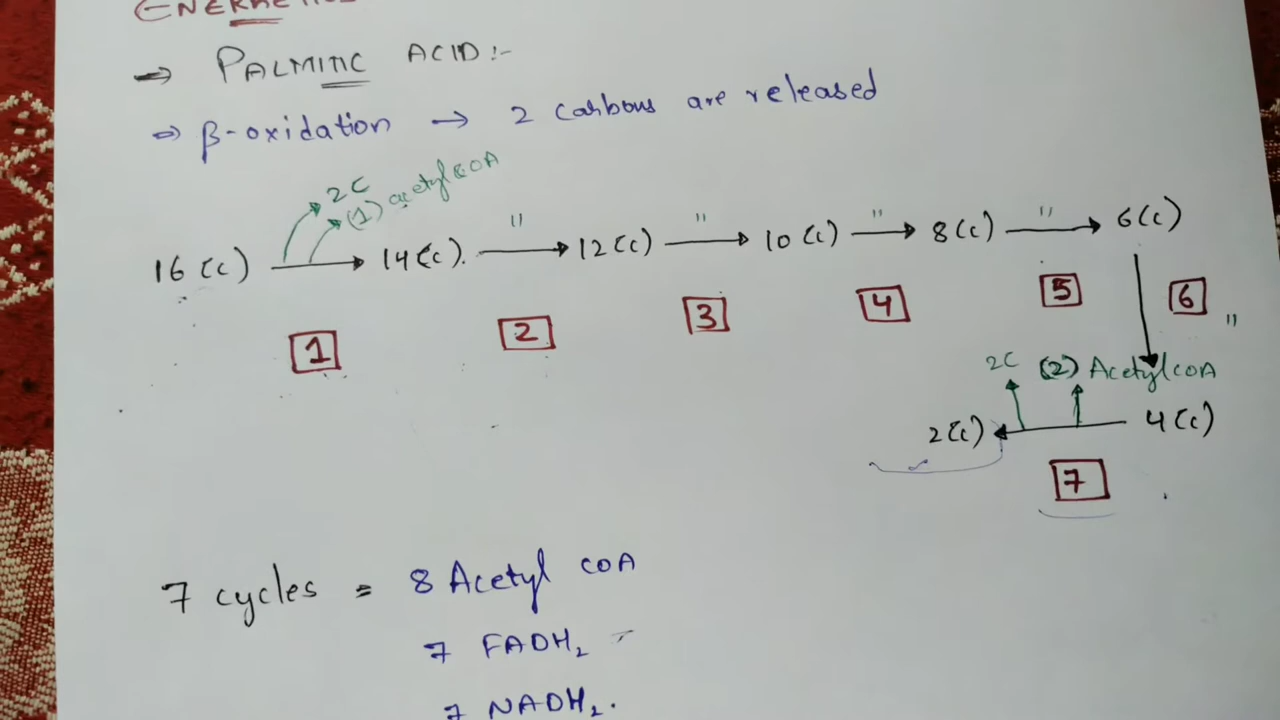 → PALMITIC ACID:-
⇒ β-oxidation → 2 carbons are released
2C
(1) acetyl coA
16 (c) → 14 (c). " → 12 (c) " → 10 (c) " → 8 (c) " → 6 (c)
1 2 3 4 5 6 "
2C (2) Acetyl coA
2 (c) ← 4 (c)
7
7 cycles = 8 Acetyl coA
7 FADH₂
7 NADH₂.